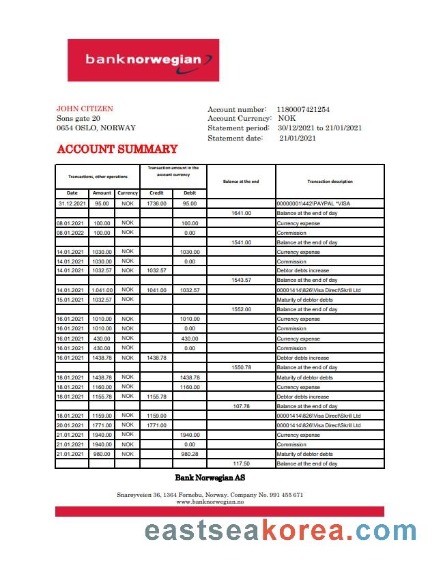 banknorwegian
JOHN CITIZEN
Sons gate 20
0654 OSLO, NORWAY
Account number: 1180007421254
Account Currency: NOK
Statement period: 30/12/2021 to 21/01/2021
Statement date: 21/01/2021
ACCOUNT SUMMARY
Transactions, other operations Transaction amount in the account currency Balance at the end Transaction description
Date Amount Currency Credit Debit
31.12.2021 95.00 NOK 1736.00 95.00 00000001\442\PAYPAL *VISA
1641.00 Balance at the end of day
08.01.2021 100.00 NOK 100.00 Currency expense
08.01.2022 100.00 NOK 0.00 Commission
1541.00 Balance at the end of day
14.01.2021 1030.00 NOK 1030.00 Currency expense
14.01.2021 1030.00 NOK 0.00 Commission
14.01.2021 1032.57 NOK 1032.57 Debtor debts increase
1543.57 Balance at the end of day
14.01.2021 1041.00 NOK 1041.00 1032.57 00001414\826\Visa Direct\Skrill Ltd
15.01.2021 1032.57 NOK Maturity of debtor debts
1552.00 Balance at the end of day
16.01.2021 1010.00 NOK 1010.00 Currency expense
16.01.2021 1010.00 NOK 0.00 Commission
16.01.2021 430.00 NOK 430.00 Currency expense
16.01.2021 430.00 NOK 0.00 Commission
16.01.2021 1438.78 NOK 1438.78 Debtor debts increase
1550.78 Balance at the end of day
18.01.2021 1438.78 NOK 1438.78 Maturity of debtor debts
18.01.2021 1160.00 NOK 1160.00 Currency expense
18.01.2021 1155.78 NOK 1155.78 Debtor debts increase
107.78 Balance at the end of day
18.01.2021 1159.00 NOK 1159.00 00001414\826\Visa Direct\Skrill Ltd
20.01.2021 1771.00 NOK 1771.00 00001414\826\Visa Direct\Skrill Ltd
21.01.2021 1940.00 NOK 1940.00 Currency expense
21.01.2021 1940.00 NOK 0.00 Commission
21.01.2021 980.00 NOK 980.28 Maturity of debtor debts
117.50 Balance at the end of day
Bank Norwegian AS
Snarøyveien 36, 1364 Fornebu, Norway. Company No. 991 455 671
www.banknorwegian.no
eastseakorea.com